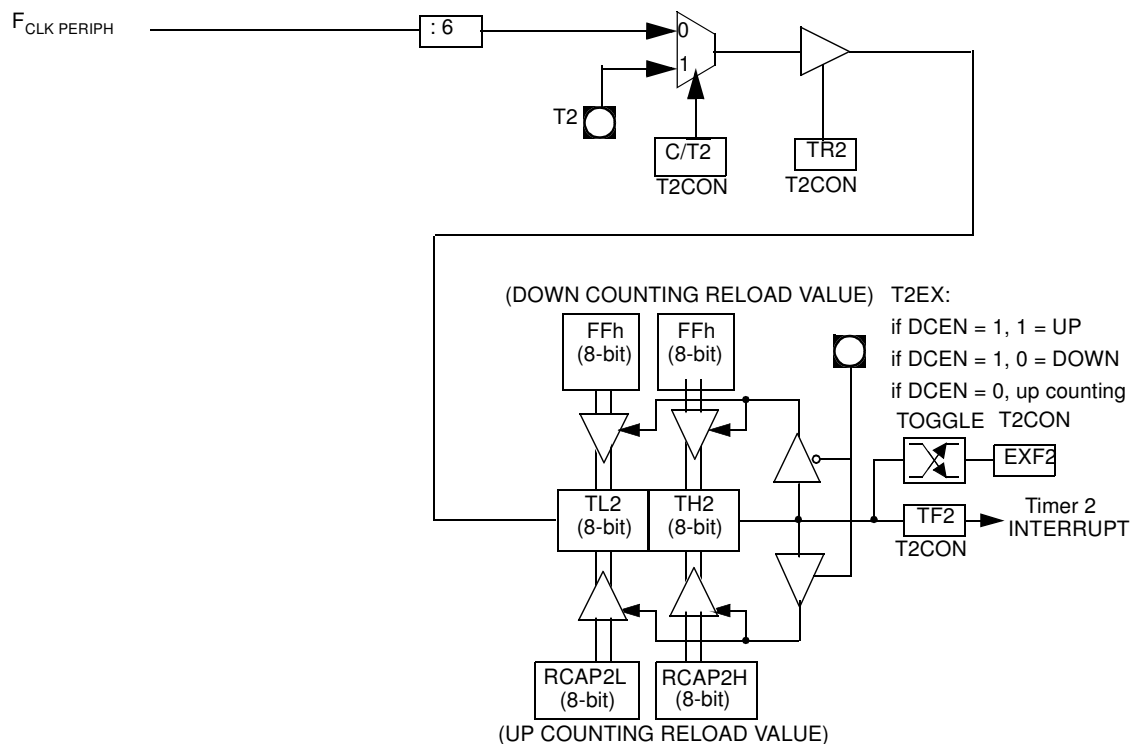 FCLK PERIPH
: 6
0
1
T2
C/T2
TR2
T2CON
T2CON
(DOWN COUNTING RELOAD VALUE)
T2EX:
if DCEN = 1, 1 = UP
if DCEN = 1, 0 = DOWN
if DCEN = 0, up counting
FFh
(8-bit)
FFh
(8-bit)
TOGGLE
T2CON
EXF2
TL2
(8-bit)
TH2
(8-bit)
TF2
T2CON
Timer 2
INTERRUPT
RCAP2L
(8-bit)
RCAP2H
(8-bit)
(UP COUNTING RELOAD VALUE)